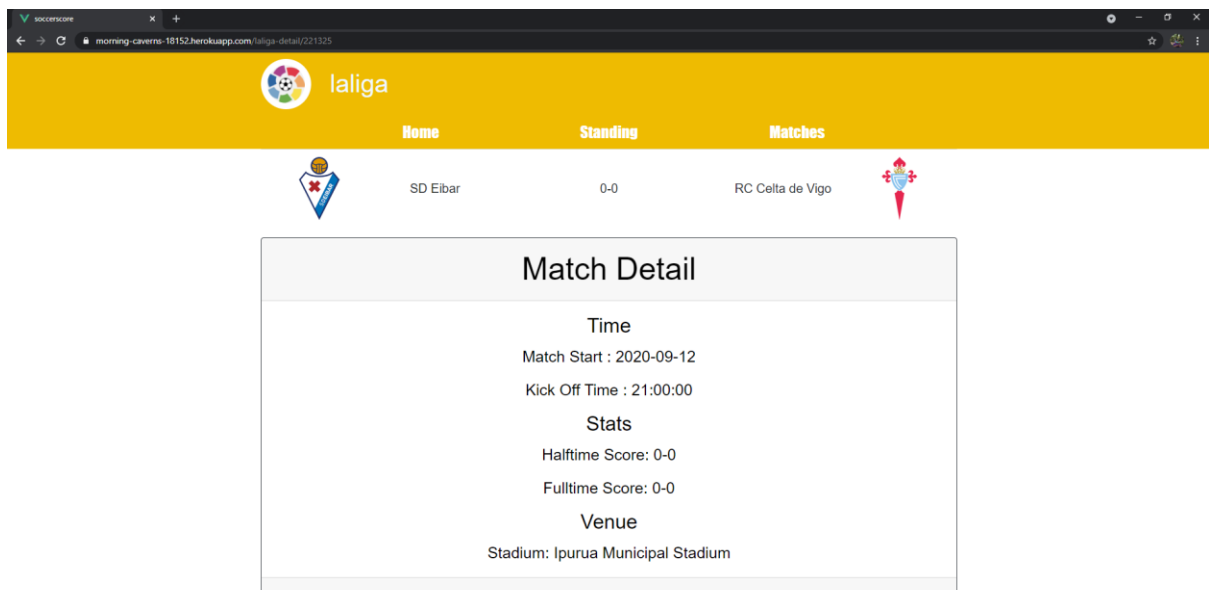 soccerscore
morning-caverns-18152.herokuapp.com/laliga-detail/221325
laliga
Home Standing Matches
SD Eibar 0-0 RC Celta de Vigo
Match Detail
Time
Match Start : 2020-09-12
Kick Off Time : 21:00:00
Stats
Halftime Score: 0-0
Fulltime Score: 0-0
Venue
Stadium: Ipurua Municipal Stadium